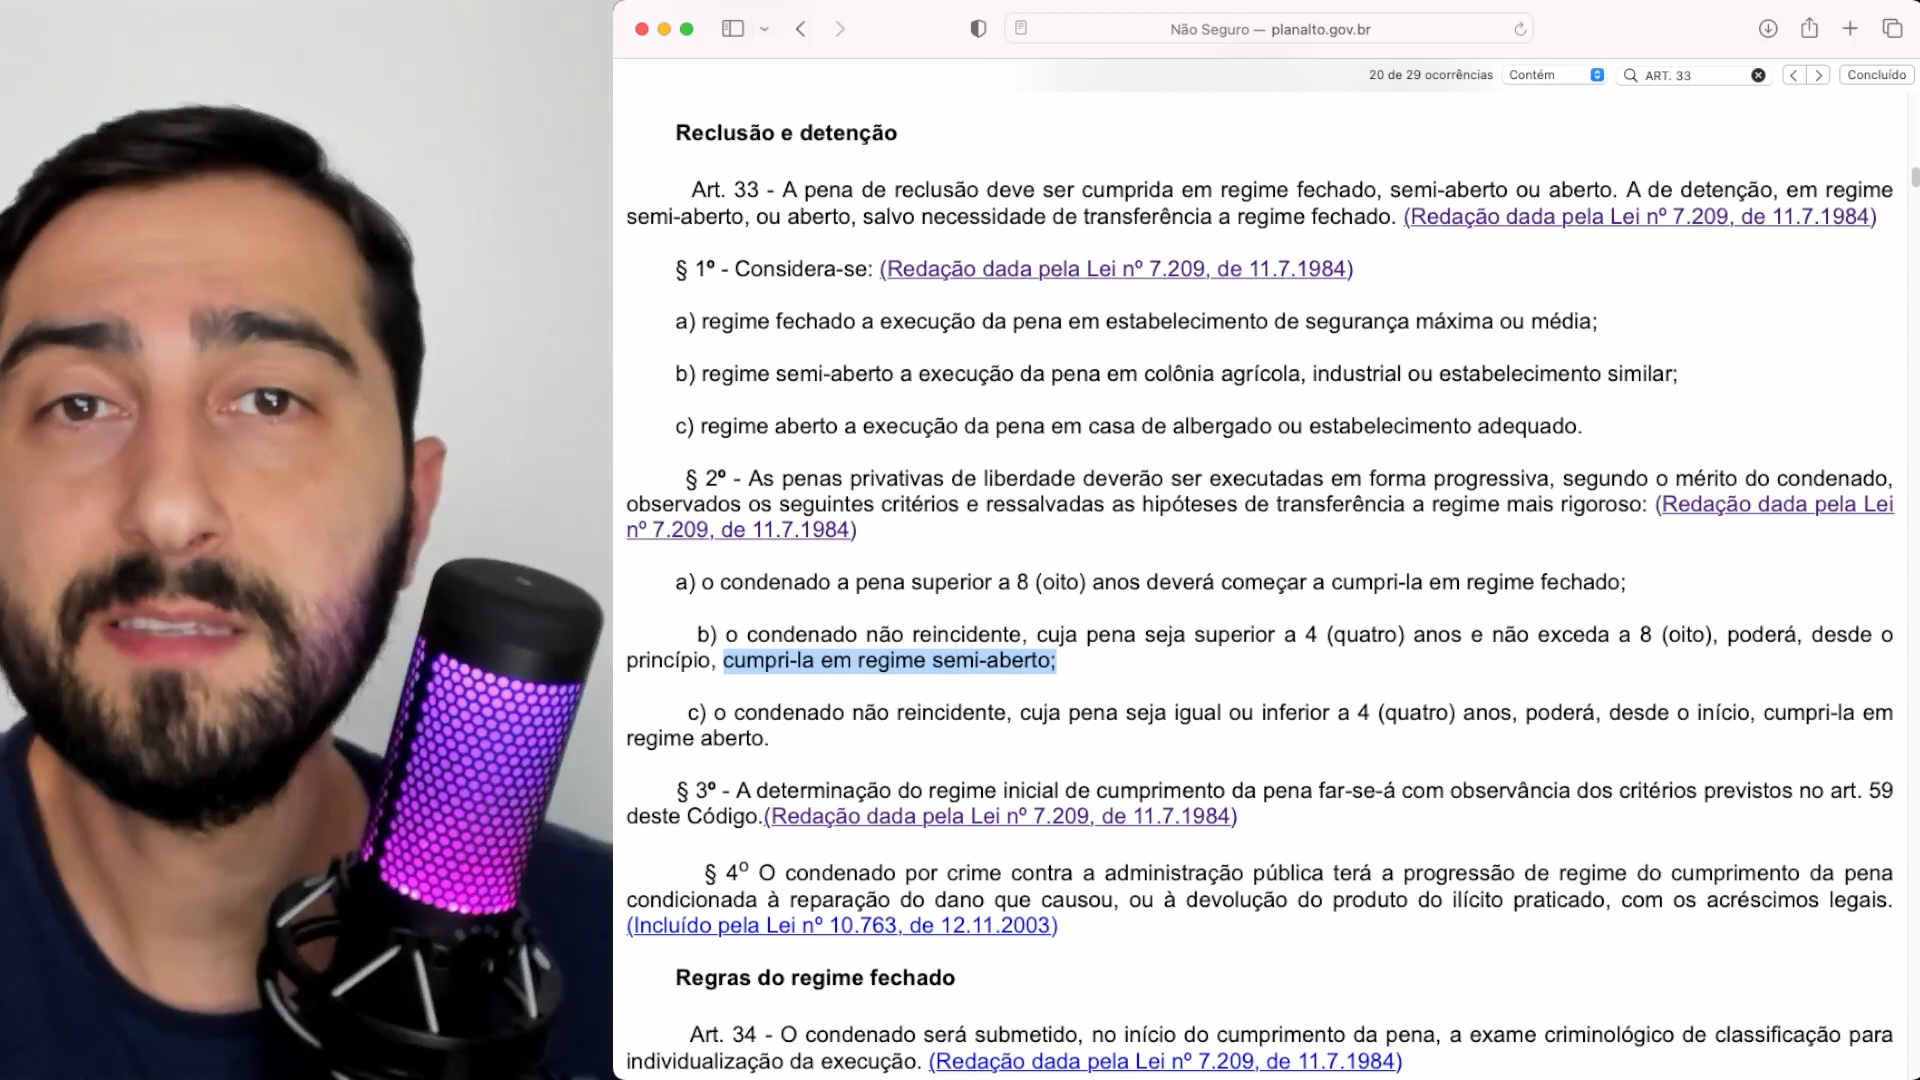 Não Seguro — planalto.gov.br
20 de 29 ocorrências Contém ART. 33 Concluído
Reclusão e detenção
Art. 33 - A pena de reclusão deve ser cumprida em regime fechado, semi-aberto ou aberto. A de detenção, em regime
semi-aberto, ou aberto, salvo necessidade de transferência a regime fechado. (Redação dada pela Lei nº 7.209, de 11.7.1984)
§ 1º - Considera-se: (Redação dada pela Lei nº 7.209, de 11.7.1984)
a) regime fechado a execução da pena em estabelecimento de segurança máxima ou média;
b) regime semi-aberto a execução da pena em colônia agrícola, industrial ou estabelecimento similar;
c) regime aberto a execução da pena em casa de albergado ou estabelecimento adequado.
§ 2º - As penas privativas de liberdade deverão ser executadas em forma progressiva, segundo o mérito do condenado,
observados os seguintes critérios e ressalvadas as hipóteses de transferência a regime mais rigoroso: (Redação dada pela Lei
nº 7.209, de 11.7.1984)
a) o condenado a pena superior a 8 (oito) anos deverá começar a cumpri-la em regime fechado;
b) o condenado não reincidente, cuja pena seja superior a 4 (quatro) anos e não exceda a 8 (oito), poderá, desde o
princípio, cumpri-la em regime semi-aberto;
c) o condenado não reincidente, cuja pena seja igual ou inferior a 4 (quatro) anos, poderá, desde o início, cumpri-la em
regime aberto.
§ 3º - A determinação do regime inicial de cumprimento da pena far-se-á com observância dos critérios previstos no art. 59
deste Código.(Redação dada pela Lei nº 7.209, de 11.7.1984)
§ 4º O condenado por crime contra a administração pública terá a progressão de regime do cumprimento da pena
condicionada à reparação do dano que causou, ou à devolução do produto do ilícito praticado, com os acréscimos legais.
(Incluído pela Lei nº 10.763, de 12.11.2003)
Regras do regime fechado
Art. 34 - O condenado será submetido, no início do cumprimento da pena, a exame criminológico de classificação para
individualização da execução. (Redação dada pela Lei nº 7.209, de 11.7.1984)